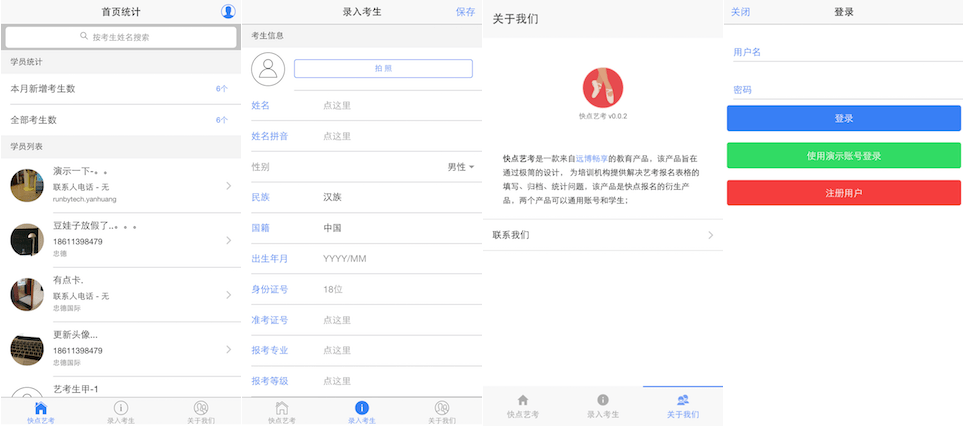 首页统计
按考生姓名搜索
学员统计
本月新增考生数 6个
全部考生数 6个
学员列表
演示一下-。。
联系人电话 - 无
runbytech.yanhuang
豆娃子放假了..。。。
18611398479
忠德
有点卡.
联系人电话 - 无
忠德国际
更新头像...
18611398479
忠德国际
艺考生甲-1
快点艺考 录入考生 关于我们
录入考生 保存
考生信息
拍 照
姓名 点这里
姓名拼音 点这里
性别 男性
民族 汉族
国籍 中国
出生年月 YYYY/MM
身份证号 18位
准考证号 点这里
报考专业 点这里
报考等级 点这里
快点艺考 录入考生 关于我们
关于我们
快点艺考 v0.0.2
快点艺考是一款来自远博畅享的教育产品，该产品旨在
通过极简的设计， 为培训机构提供解决艺考报名表格的
填写、归档、统计问题，该产品是快点报名的衍生产
品，两个产品可以通用账号和学生；
联系我们
快点艺考 录入考生 关于我们
关闭 登录
用户名
密码
登录
使用演示账号登录
注册用户